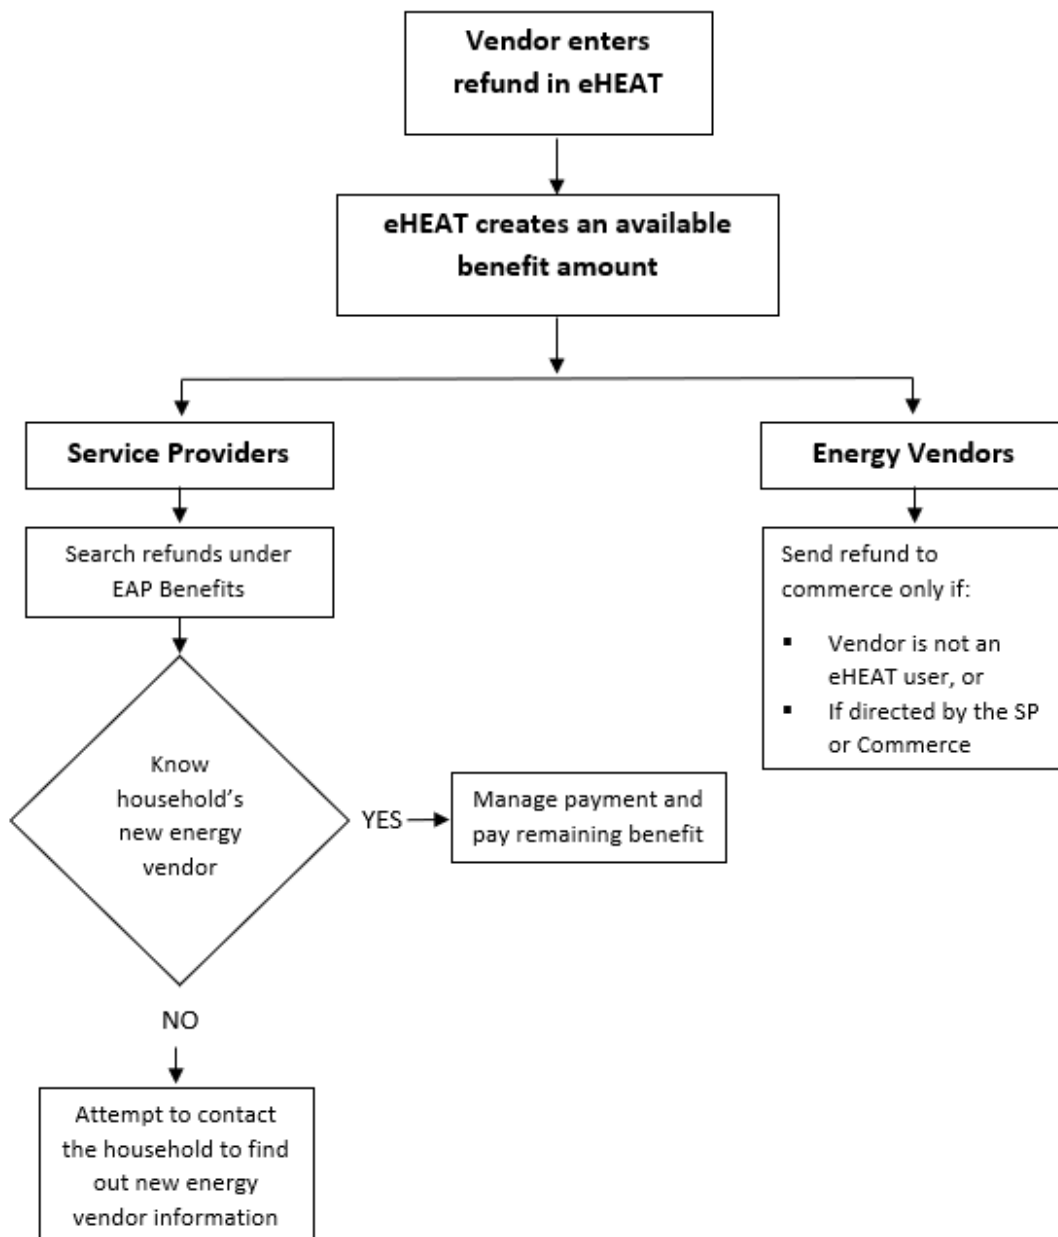 Vendor enters
refund in eHEAT
eHEAT creates an available
benefit amount
Service Providers
Energy Vendors
Search refunds under
EAP Benefits
Send refund to
commerce only if:
▪ Vendor is not an
eHEAT user, or
▪ If directed by the SP
or Commerce
Know
household’s
new energy
vendor
YES
Manage payment and
pay remaining benefit
NO
Attempt to contact
the household to find
out new energy
vendor information